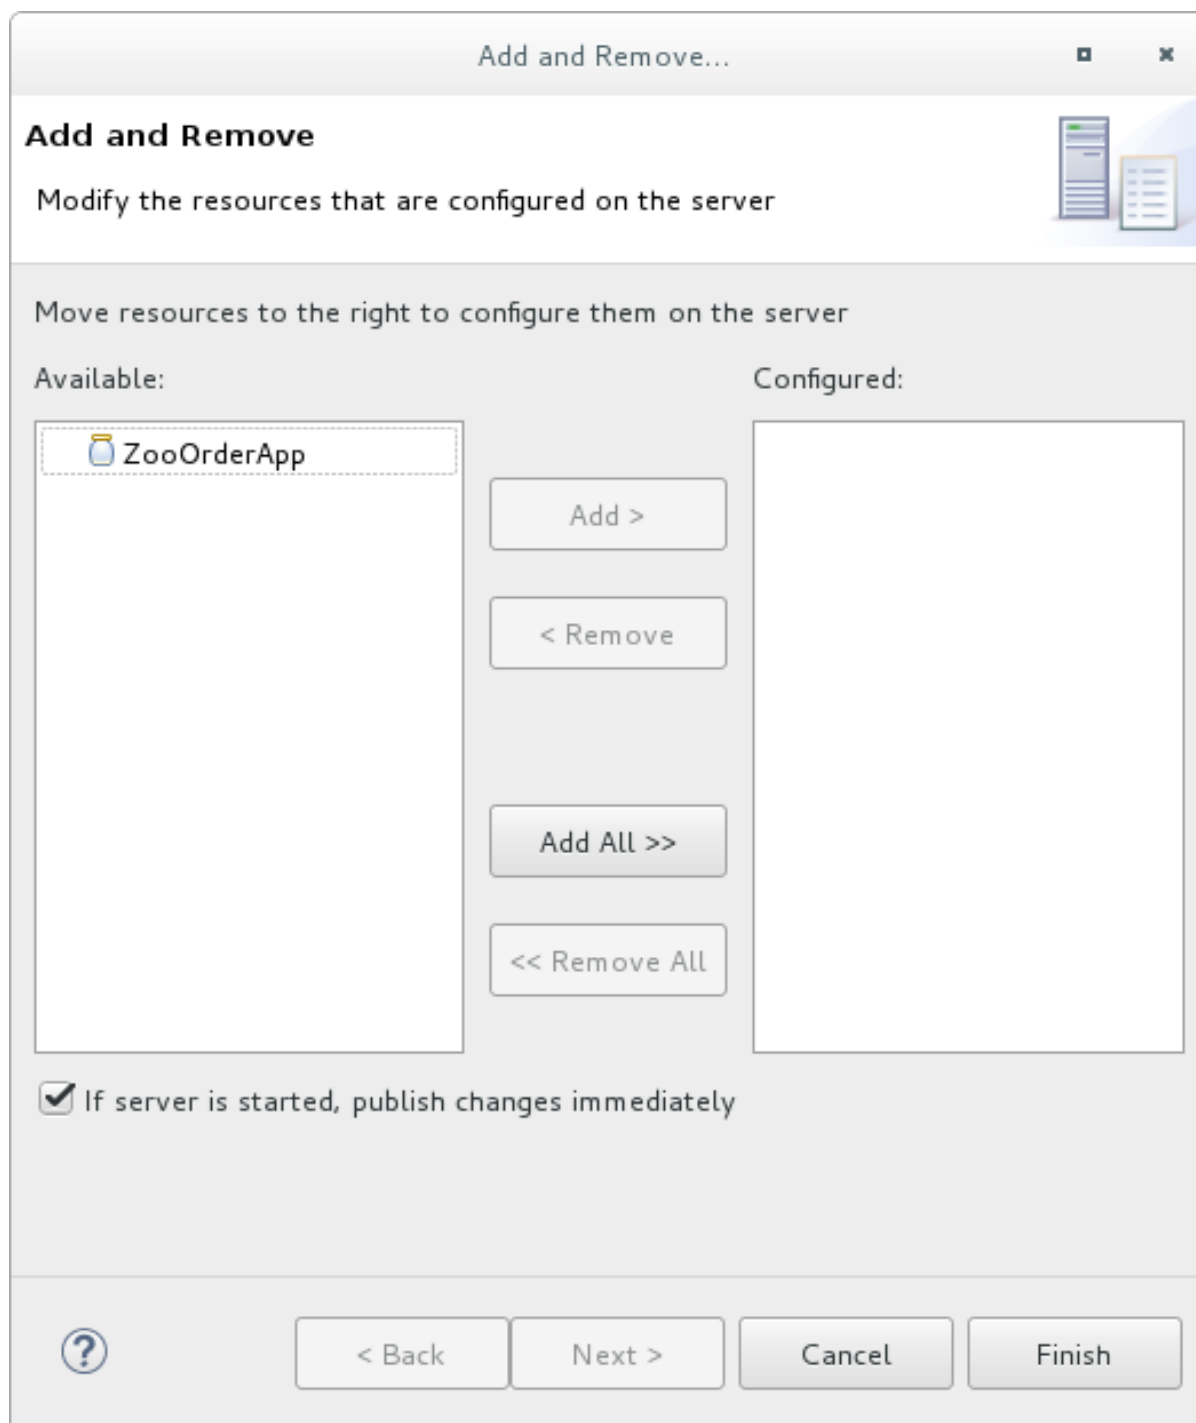 Add and Remove...
Add and Remove
Modify the resources that are configured on the server
Move resources to the right to configure them on the server
Available:
Configured:
ZooOrderApp
Add >
< Remove
Add All >>
<< Remove All
If server is started, publish changes immediately
?
< Back
Next >
Cancel
Finish